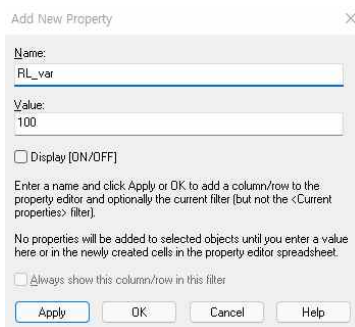 Add New Property
Name:
RL_var
Value:
100
Display [ON/OFF]
Enter a name and click Apply or OK to add a column/row to the
property editor and optionally the current filter (but not the <Current
properties> filter).
No properties will be added to selected objects until you enter a value
here or in the newly created cells in the property editor spreadsheet.
Always show this column/row in this filter
Apply
OK
Cancel
Help